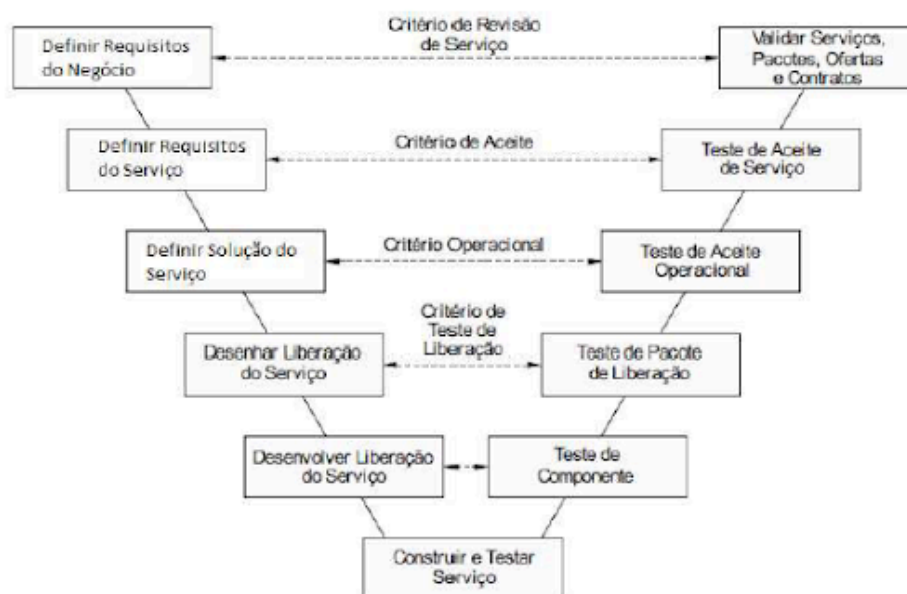 Definir Requisitos
do Negócio
Critério de Revisão
de Serviço
Validar Serviços,
Pacotes, Ofertas
e Contratos
Definir Requisitos
do Serviço
Critério de Aceite
Teste de Aceite
de Serviço
Definir Solução do
Serviço
Critério Operacional
Teste de Aceite
Operacional
Desenhar Liberação
do Serviço
Critério de
Teste de
Liberação
Teste de Pacote
de Liberação
Desenvolver Liberação
do Serviço
Teste de
Componente
Construir e Testar
Serviço